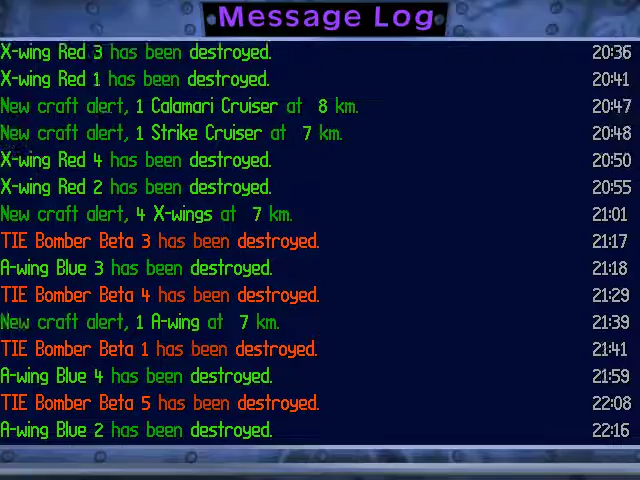 Message Log
X-wing Red 3 has been destroyed. 20:36
X-wing Red 1 has been destroyed. 20:41
New craft alert, 1 Calamari Cruiser at 8 km. 20:47
New craft alert, 1 Strike Cruiser at 7 km. 20:48
X-wing Red 4 has been destroyed. 20:50
X-wing Red 2 has been destroyed. 20:55
New craft alert, 4 X-wings at 7 km. 21:01
TIE Bomber Beta 3 has been destroyed. 21:17
A-wing Blue 3 has been destroyed. 21:18
TIE Bomber Beta 4 has been destroyed. 21:29
New craft alert, 1 A-wing at 7 km. 21:39
TIE Bomber Beta 1 has been destroyed. 21:41
A-wing Blue 4 has been destroyed. 21:59
TIE Bomber Beta 5 has been destroyed. 22:08
A-wing Blue 2 has been destroyed. 22:16